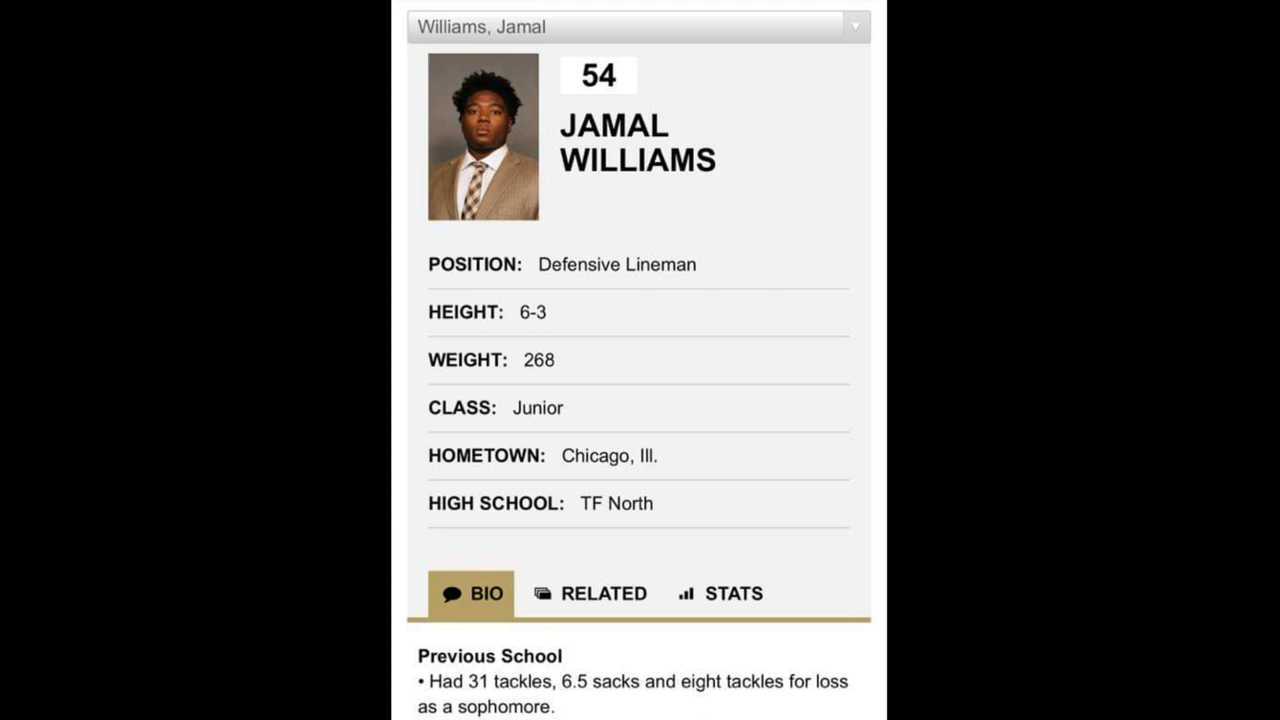 Williams, Jamal
54
JAMAL
WILLIAMS
POSITION: Defensive Lineman
HEIGHT: 6-3
WEIGHT: 268
CLASS: Junior
HOMETOWN: Chicago, Ill.
HIGH SCHOOL: TF North
BIO RELATED STATS
Previous School
• Had 31 tackles, 6.5 sacks and eight tackles for loss
as a sophomore.